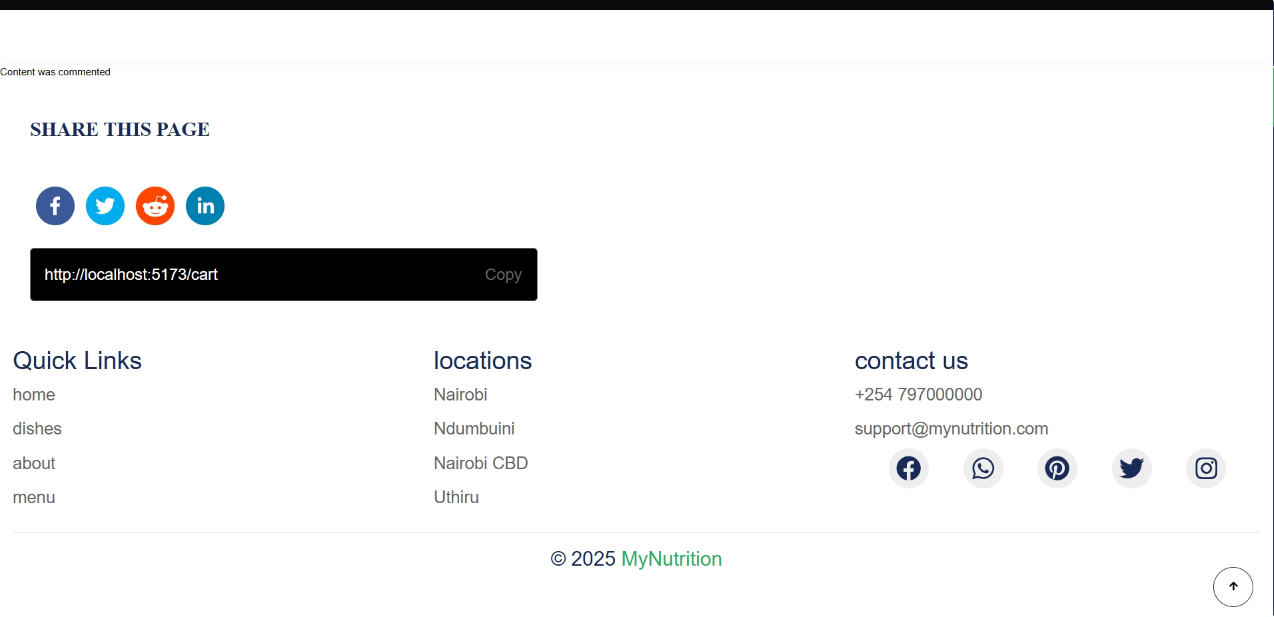 Content was commented
SHARE THIS PAGE
http://localhost:5173/cart Copy
Quick Links
home
dishes
about
menu
locations
Nairobi
Ndumbuini
Nairobi CBD
Uthiru
contact us
+254 797000000
support@mynutrition.com
© 2025 MyNutrition